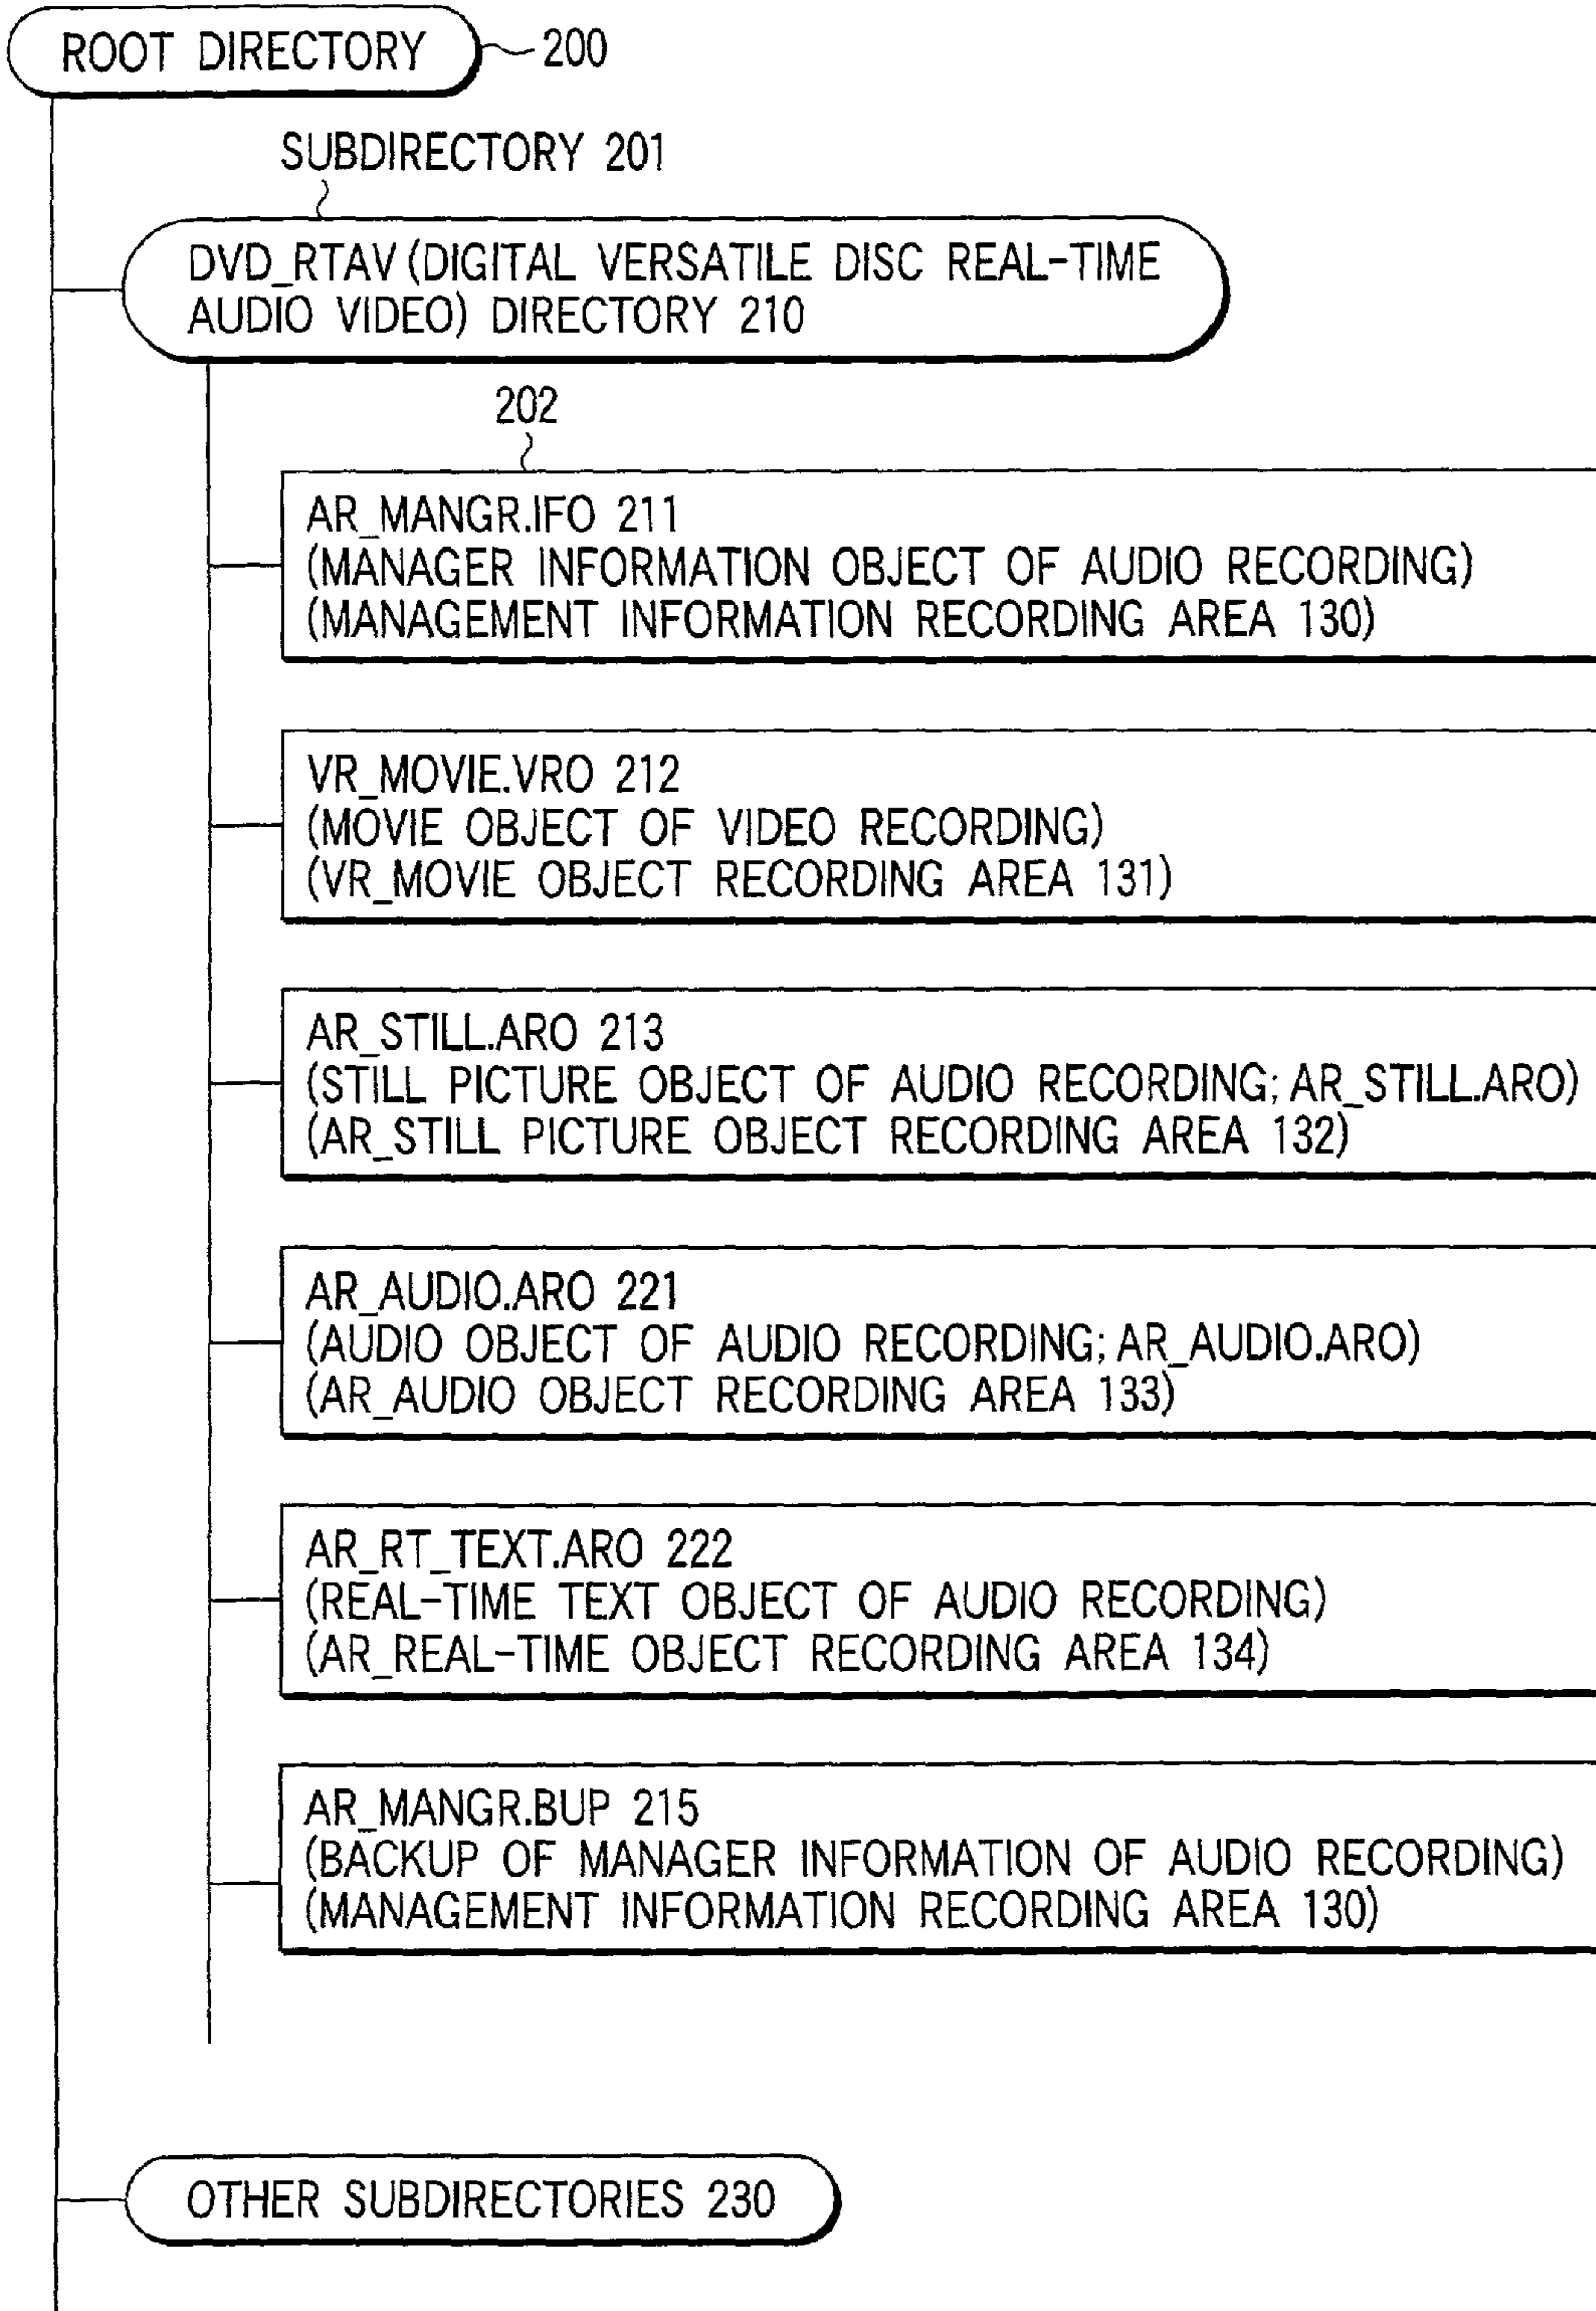 ROOT DIRECTORY 200
SUBDIRECTORY 201
DVD_RTAV (DIGITAL VERSATILE DISC REAL-TIME
AUDIO VIDEO) DIRECTORY 210
202
AR_MANGR.IFO 211
(MANAGER INFORMATION OBJECT OF AUDIO RECORDING)
(MANAGEMENT INFORMATION RECORDING AREA 130)
VR_MOVIE.VRO 212
(MOVIE OBJECT OF VIDEO RECORDING)
(VR_MOVIE OBJECT RECORDING AREA 131)
AR_STILL.ARO 213
(STILL PICTURE OBJECT OF AUDIO RECORDING; AR_STILL.ARO)
(AR_STILL PICTURE OBJECT RECORDING AREA 132)
AR_AUDIO.ARO 221
(AUDIO OBJECT OF AUDIO RECORDING; AR_AUDIO.ARO)
(AR_AUDIO OBJECT RECORDING AREA 133)
AR_RT_TEXT.ARO 222
(REAL-TIME TEXT OBJECT OF AUDIO RECORDING)
(AR_REAL-TIME OBJECT RECORDING AREA 134)
AR_MANGR.BUP 215
(BACKUP OF MANAGER INFORMATION OF AUDIO RECORDING)
(MANAGEMENT INFORMATION RECORDING AREA 130)
OTHER SUBDIRECTORIES 230